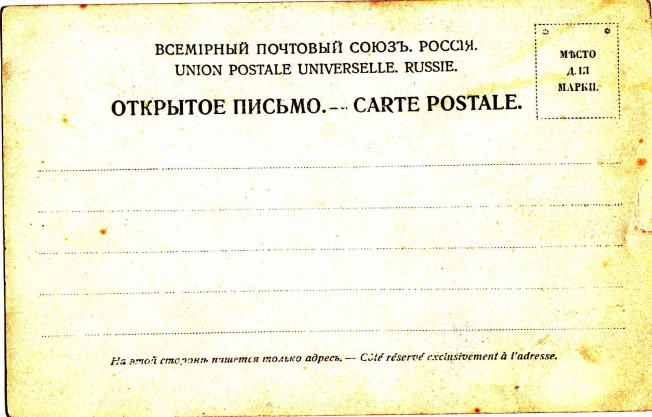 ВСЕМІРНЫЙ ПОЧТОВЫЙ СОЮЗЪ. РОССІЯ.
UNION POSTALE UNIVERSELLE. RUSSIE.
ОТКРЫТОЕ ПИСЬМО. — CARTE POSTALE.
МѢСТО
ДЛЯ
МАРКИ.
На этой сторонѣ пишется только адресъ. — Côté réservé exclusivement à l'adresse.